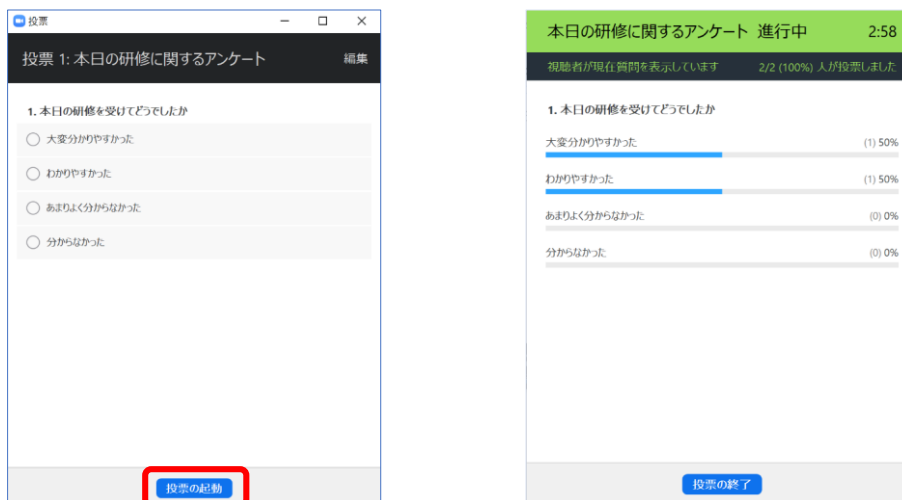 投票
投票 1: 本日の研修に関するアンケート 編集
1. 本日の研修を受けてどうでしたか
大変分かりやすかった
わかりやすかった
あまりよく分からなかった
分からなかった
投票の起動
本日の研修に関するアンケート 進行中 2:58
視聴者が現在質問を表示しています 2/2 (100%) 人が投票しました
1. 本日の研修を受けてどうでしたか
大変分かりやすかった (1) 50%
わかりやすかった (1) 50%
あまりよく分からなかった (0) 0%
分からなかった (0) 0%
投票の終了